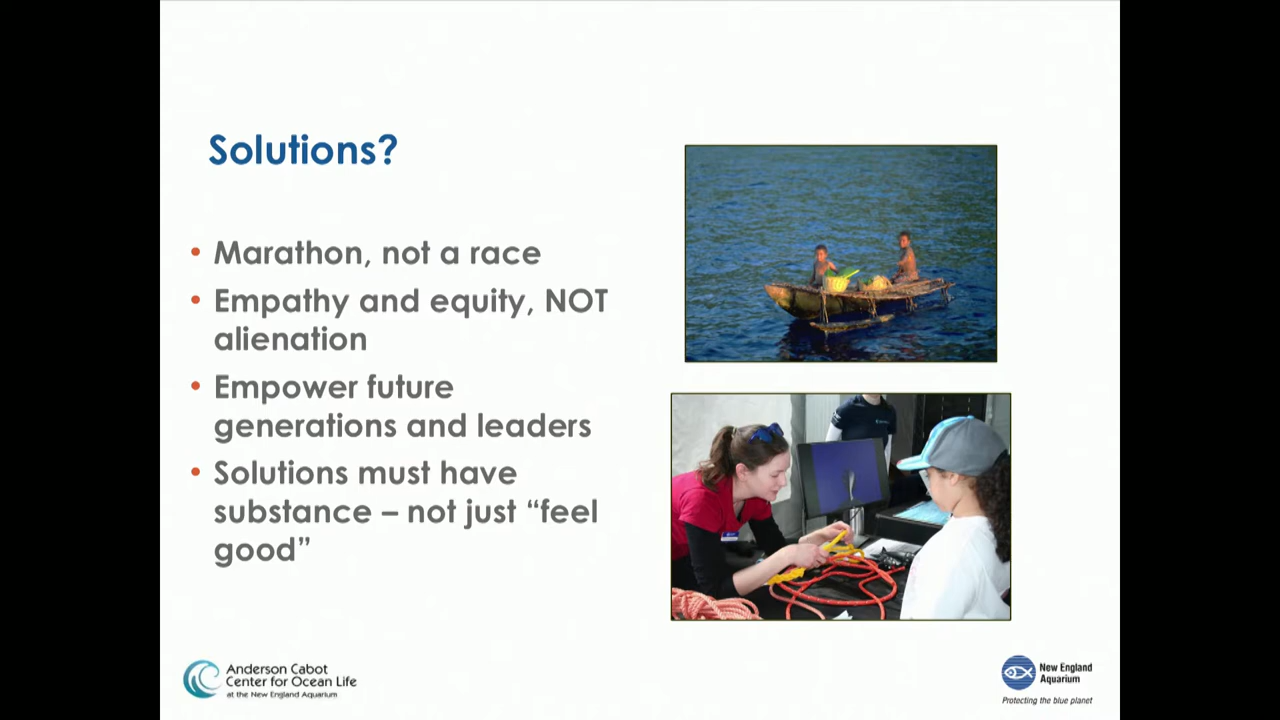 Solutions?
• Marathon, not a race
• Empathy and equity, NOT
alienation
• Empower future
generations and leaders
• Solutions must have
substance – not just “feel
good”
Anderson Cabot
Center for Ocean Life
at the New England Aquarium
New England
Aquarium
Protecting the blue planet